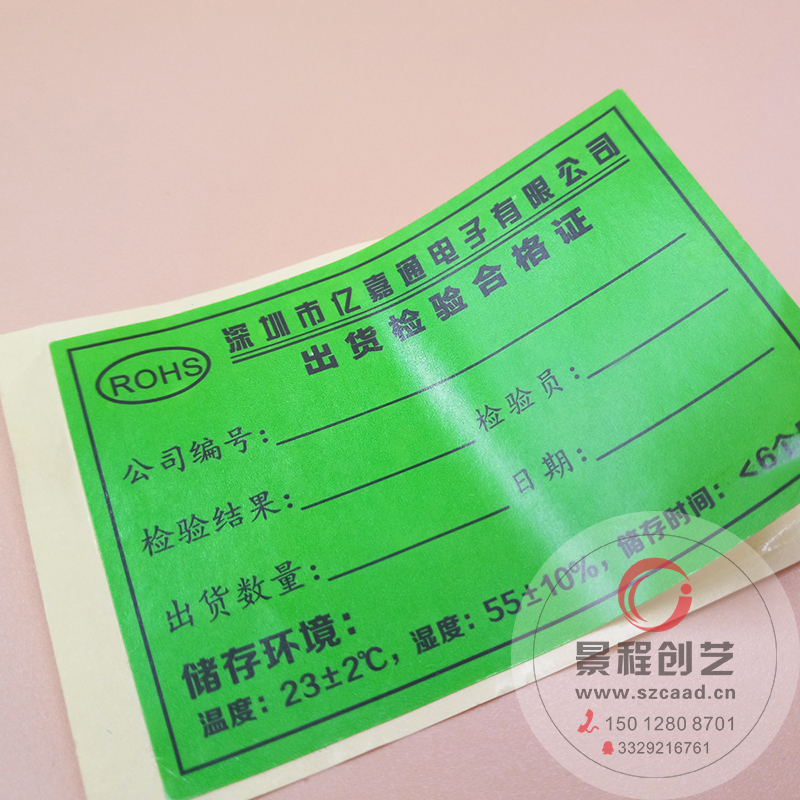 深圳市亿嘉通电子有限公司
ROHS
出货检验合格证
公司编号:
检验结果: 检验员:
出货数量: 日期:
储存环境:
温度:23±2℃,湿度:55±10%,储存时间:<6个
景程创艺
www.szcaad.cn
150 1280 8701
3329216761